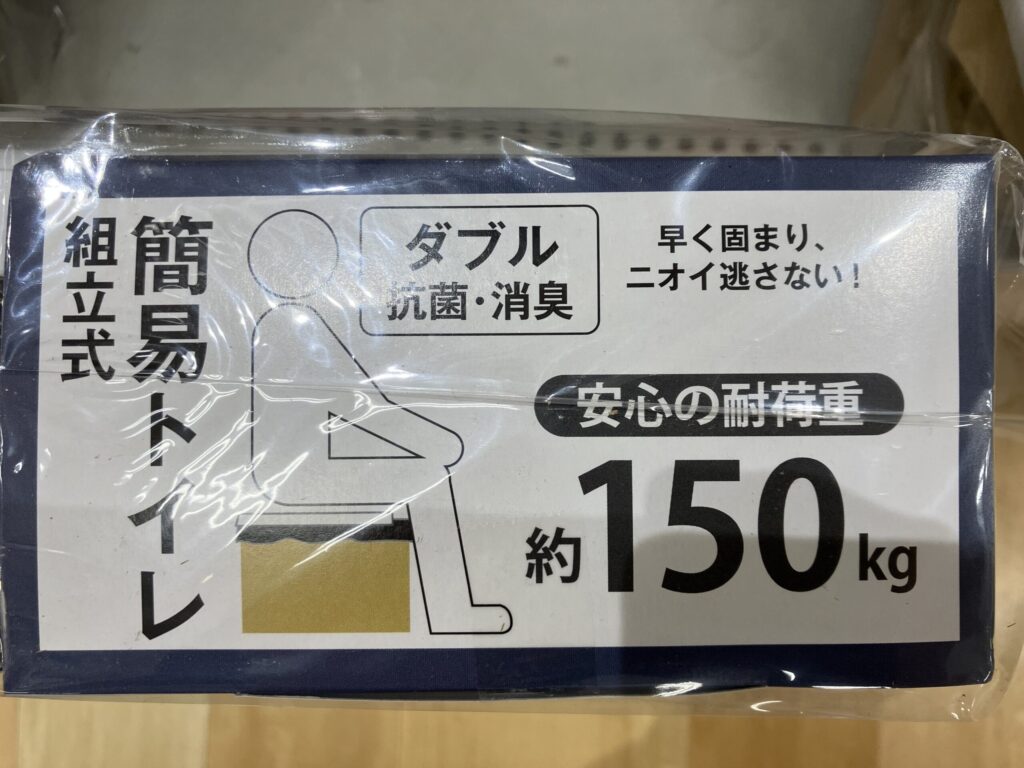 組立式
簡易トイレ
ダブル
抗菌・消臭
早く固まり、
ニオイ逃さない！
安心の耐荷重
約150kg